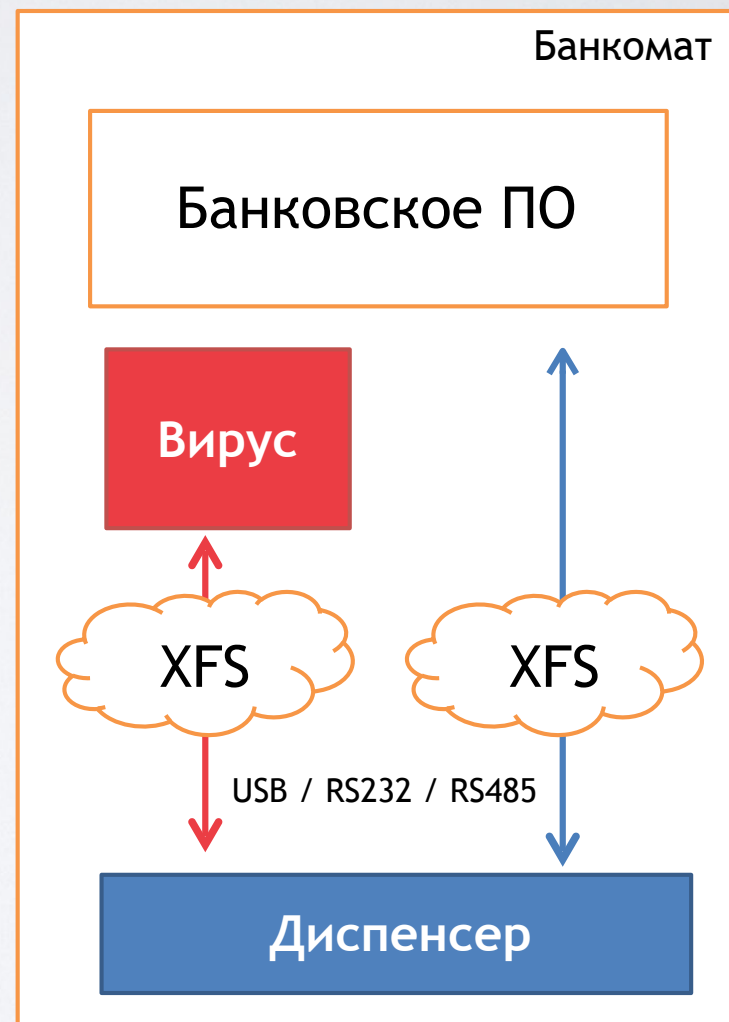 Банкомат
Банковское ПО
Вирус
XFS
XFS
USB / RS232 / RS485
Диспенсер